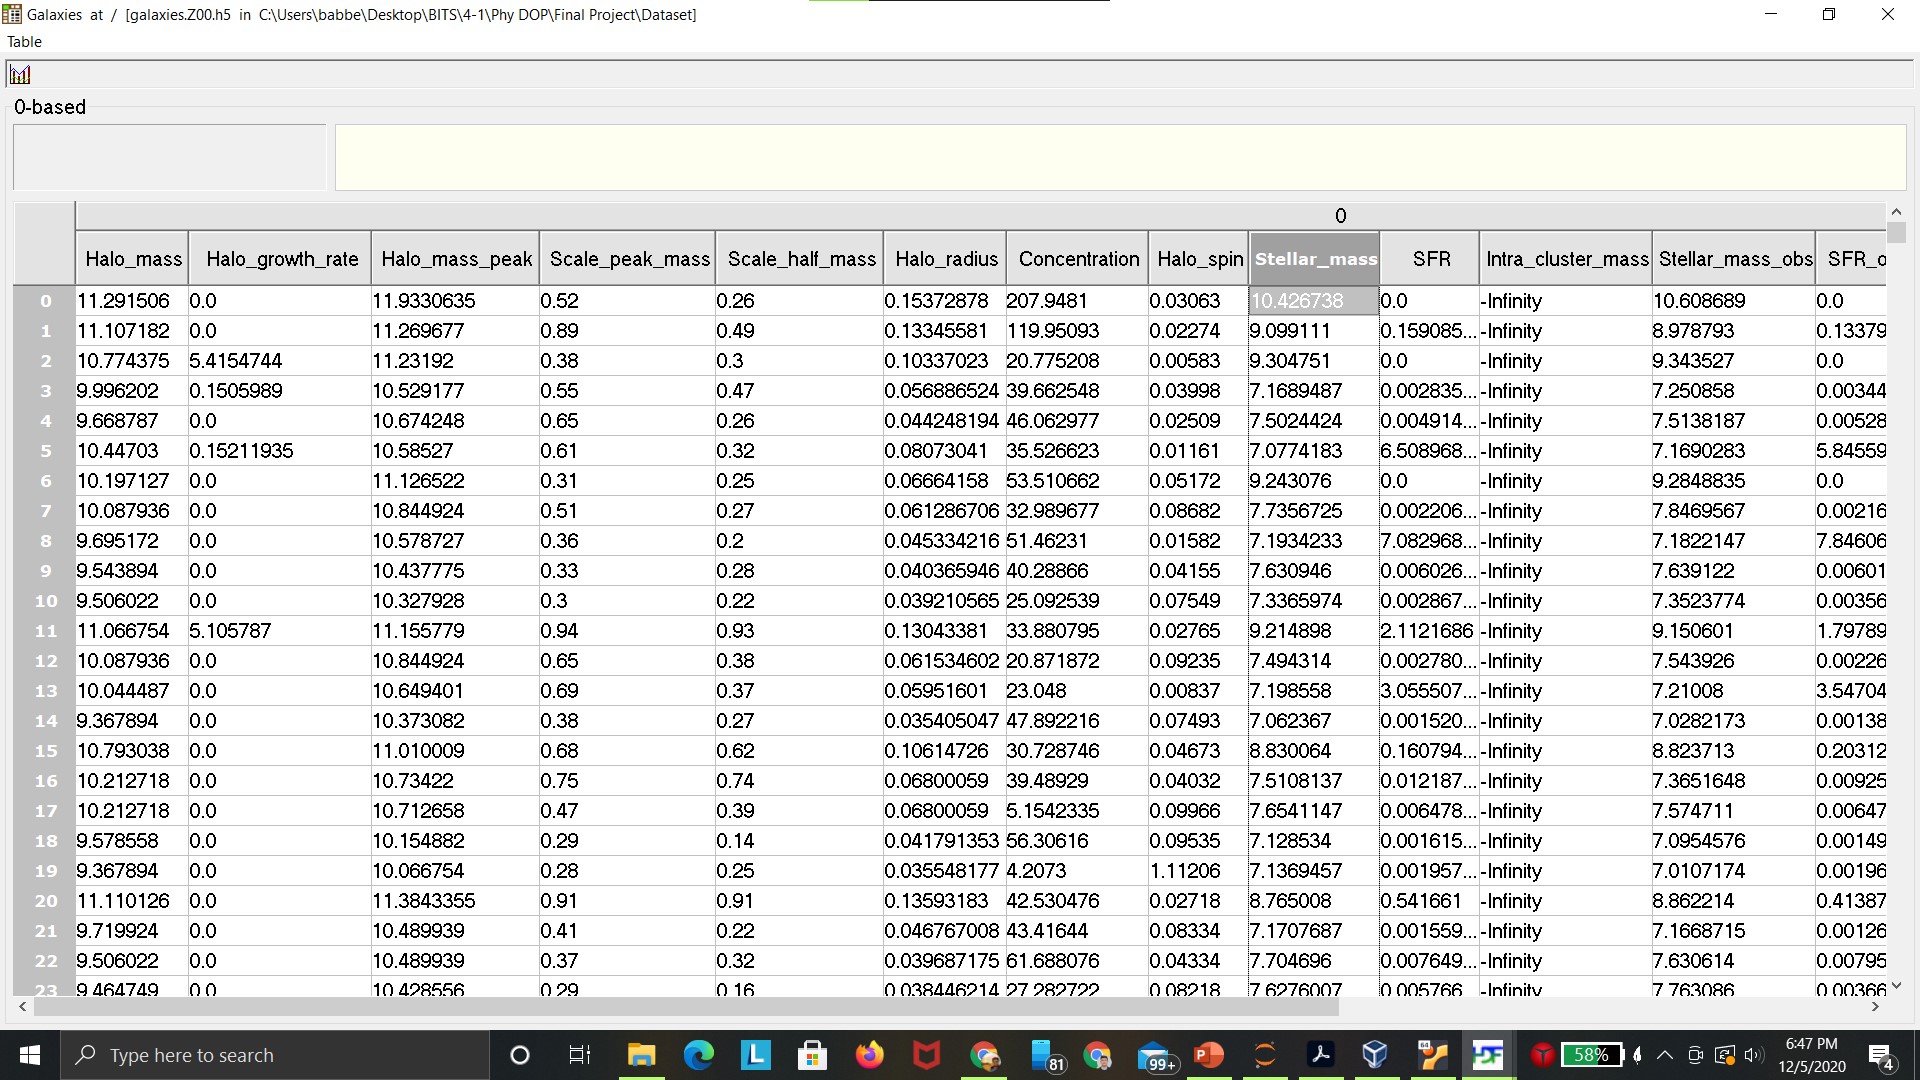 Galaxies at / [galaxies.Z00.h5 in C:\Users\babbe\Desktop\BITS\4-1\Phy DOP\Final Project\Dataset]
Table
0-based
0
Halo_mass Halo_growth_rate Halo_mass_peak Scale_peak_mass Scale_half_mass Halo_radius Concentration Halo_spin Stellar_mass SFR Intra_cluster_mass Stellar_mass_obs SFR_o
0 11.291506 0.0 11.9330635 0.52 0.26 0.15372878 207.9481 0.03063 10.426738 0.0 -Infinity 10.608689 0.0
1 11.107182 0.0 11.269677 0.89 0.49 0.13345581 119.95093 0.02274 9.099111 0.159085... -Infinity 8.978793 0.13379
2 10.774375 5.4154744 11.23192 0.38 0.3 0.10337023 20.775208 0.00583 9.304751 0.0 -Infinity 9.343527 0.0
3 9.996202 0.1505989 10.529177 0.55 0.47 0.056886524 39.662548 0.03998 7.1689487 0.002835... -Infinity 7.250858 0.00344
4 9.668787 0.0 10.674248 0.65 0.26 0.044248194 46.062977 0.02509 7.5024424 0.004914... -Infinity 7.5138187 0.00528
5 10.44703 0.15211935 10.58527 0.61 0.32 0.08073041 35.526623 0.01161 7.0774183 6.508968... -Infinity 7.1690283 5.84559
6 10.197127 0.0 11.126522 0.31 0.25 0.06664158 53.510662 0.05172 9.243076 0.0 -Infinity 9.2848835 0.0
7 10.087936 0.0 10.844924 0.51 0.27 0.061286706 32.989677 0.08682 7.7356725 0.002206... -Infinity 7.8469567 0.00216
8 9.695172 0.0 10.578727 0.36 0.2 0.045334216 51.46231 0.01582 7.1934233 7.082968... -Infinity 7.1822147 7.84606
9 9.543894 0.0 10.437775 0.33 0.28 0.040365946 40.28866 0.04155 7.630946 0.006026... -Infinity 7.639122 0.00601
10 9.506022 0.0 10.327928 0.3 0.22 0.039210565 25.092539 0.07549 7.3365974 0.002867... -Infinity 7.3523774 0.00356
11 11.066754 5.105787 11.155779 0.94 0.93 0.13043381 33.880795 0.02765 9.214898 2.1121686 -Infinity 9.150601 1.79789
12 10.087936 0.0 10.844924 0.65 0.38 0.061534602 20.871872 0.09235 7.494314 0.002780... -Infinity 7.543926 0.00226
13 10.044487 0.0 10.649401 0.69 0.37 0.05951601 23.048 0.00837 7.198558 3.055507... -Infinity 7.21008 3.54704
14 9.367894 0.0 10.373082 0.38 0.27 0.035405047 47.892216 0.07493 7.062367 0.001520... -Infinity 7.0282173 0.00138
15 10.793038 0.0 11.010009 0.68 0.62 0.10614726 30.728746 0.04673 8.830064 0.160794... -Infinity 8.823713 0.20312
16 10.212718 0.0 10.73422 0.75 0.74 0.06800059 39.48929 0.04032 7.5108137 0.012187... -Infinity 7.3651648 0.00925
17 10.212718 0.0 10.712658 0.47 0.39 0.06800059 5.1542335 0.09966 7.6541147 0.006478... -Infinity 7.574711 0.00647
18 9.578558 0.0 10.154882 0.29 0.14 0.041791353 56.30616 0.09535 7.128534 0.001615... -Infinity 7.0954576 0.00149
19 9.367894 0.0 10.066754 0.28 0.25 0.035548177 4.2073 1.11206 7.1369457 0.001957... -Infinity 7.0107174 0.00196
20 11.110126 0.0 11.3843355 0.91 0.91 0.13593183 42.530476 0.02718 8.765008 0.541661 -Infinity 8.862214 0.41387
21 9.719924 0.0 10.489939 0.41 0.22 0.046767008 43.41644 0.08334 7.1707687 0.001559... -Infinity 7.1668715 0.00126
22 9.506022 0.0 10.489939 0.37 0.32 0.039687175 61.688076 0.04334 7.704696 0.007649... -Infinity 7.630614 0.00795
23 9.464749 0.0 10.428556 0.29 0.16 0.038446214 27.282722 0.08218 7.6276007 0.005766 -Infinity 7.763086 0.00366
Type here to search
L
81
99+
64
HDF
58%
6:47 PM
12/5/2020
4